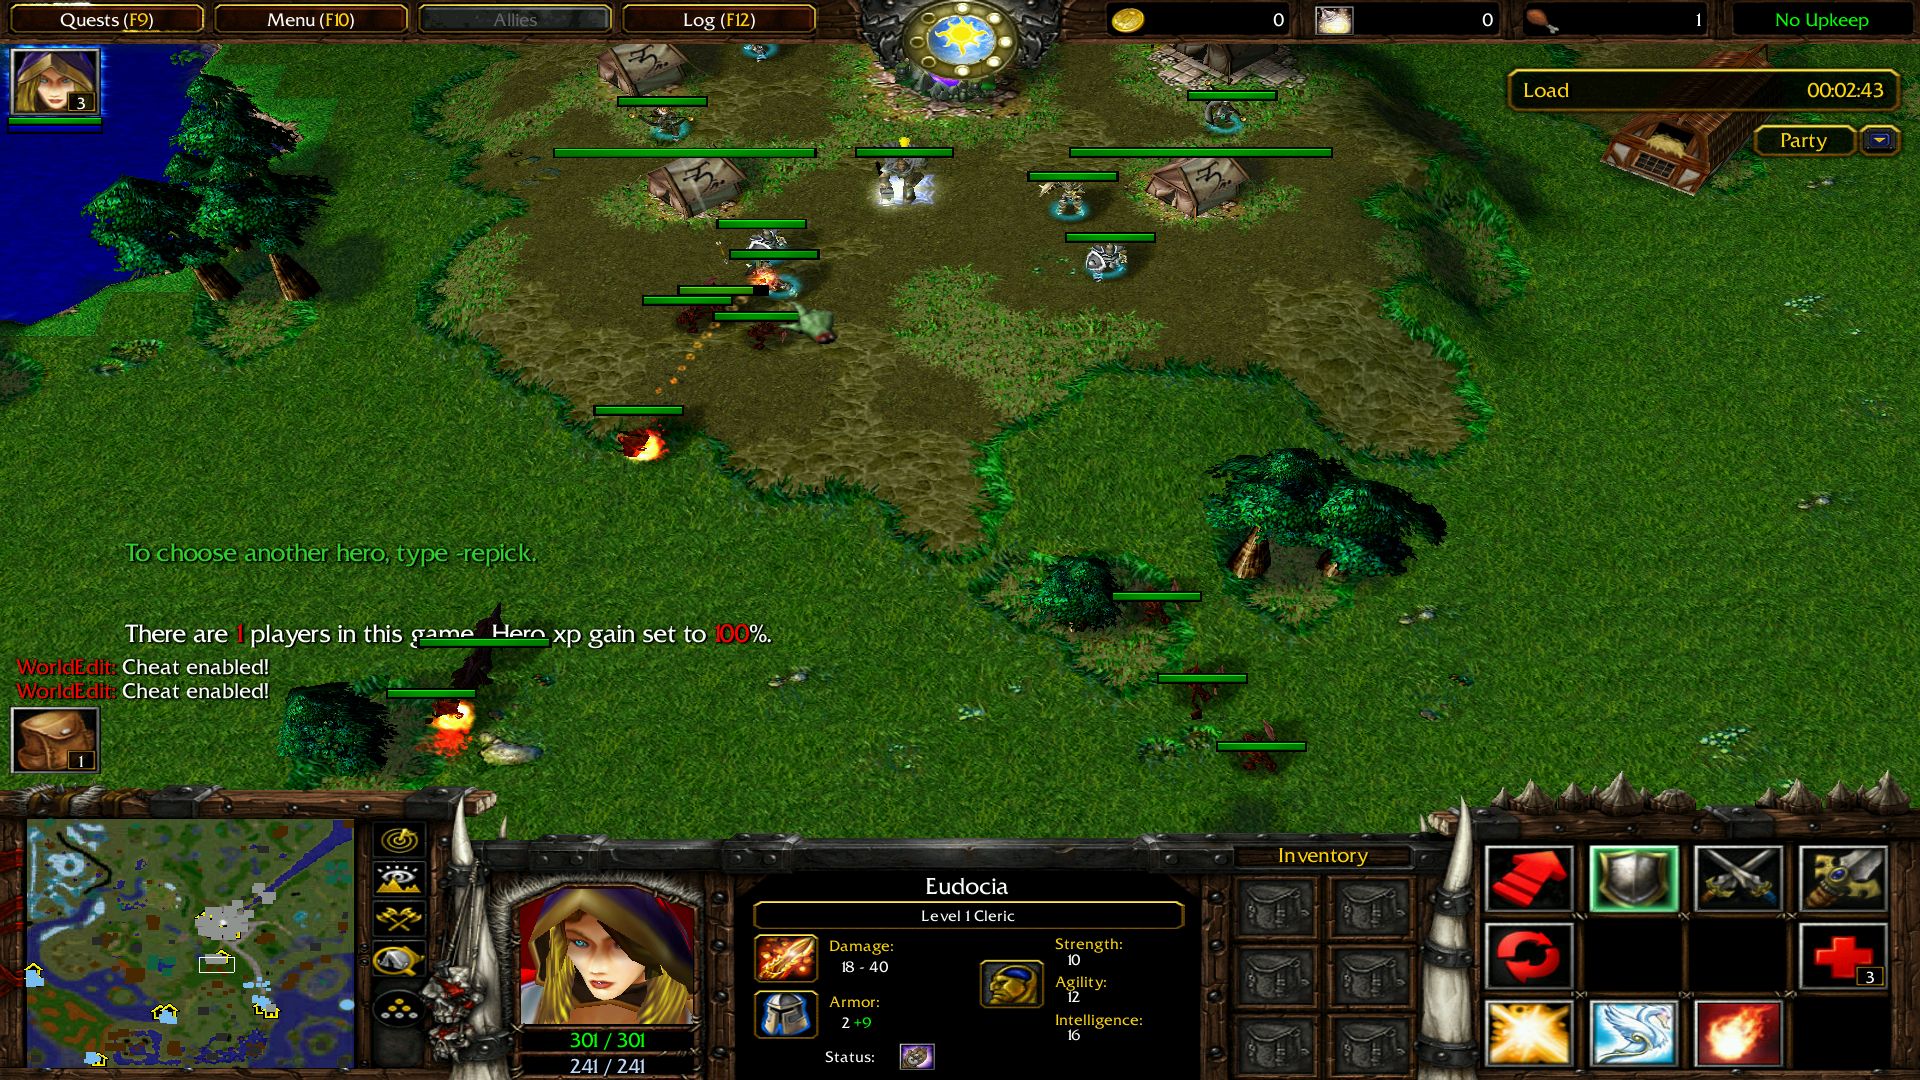 Quests (F9)
Menu (F10)
Allies
Log (F12)
0
0
1
No Upkeep
3
Load
00:02:43
Party
To choose another hero, type -repick.
There are 1 players in this game. Hero xp gain set to 100%.
WorldEdit: Cheat enabled!
WorldEdit: Cheat enabled!
1
Inventory
Eudocia
Level 1 Cleric
Damage:
18 - 40
Armor:
2 +9
Status:
Strength:
10
Agility:
12
Intelligence:
16
301 / 301
241 / 241
3